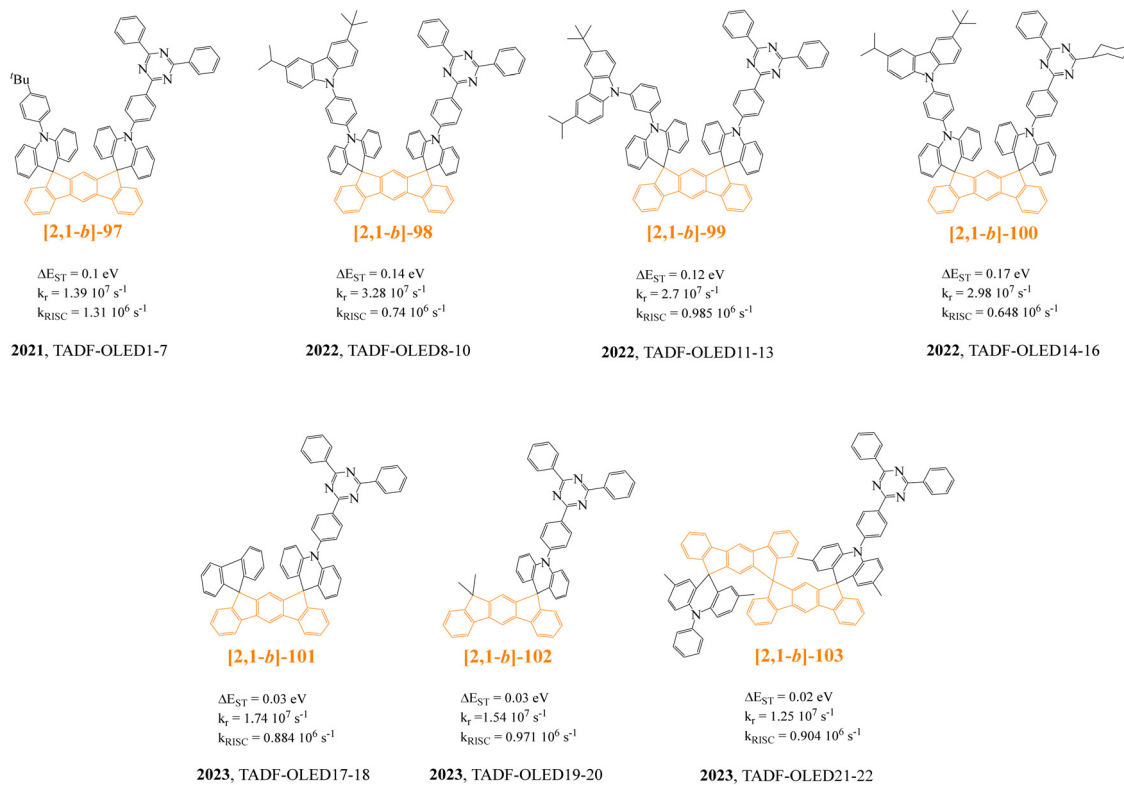 tBu
N
N
N
N
N
[2,1-b]-97
ΔE_ST = 0.1 eV
k_r = 1.39 10^7 s^-1
k_RISC = 1.31 10^6 s^-1
2021, TADF-OLED1-7
N
N
N
N
N
N
[2,1-b]-98
ΔE_ST = 0.14 eV
k_r = 3.28 10^7 s^-1
k_RISC = 0.74 10^6 s^-1
2022, TADF-OLED8-10
N
N
N
N
N
N
[2,1-b]-99
ΔE_ST = 0.12 eV
k_r = 2.7 10^7 s^-1
k_RISC = 0.985 10^6 s^-1
2022, TADF-OLED11-13
N
N
N
N
N
N
[2,1-b]-100
ΔE_ST = 0.17 eV
k_r = 2.98 10^7 s^-1
k_RISC = 0.648 10^6 s^-1
2022, TADF-OLED14-16
N
N
N
N
[2,1-b]-101
ΔE_ST = 0.03 eV
k_r = 1.74 10^7 s^-1
k_RISC = 0.884 10^6 s^-1
2023, TADF-OLED17-18
N
N
N
N
[2,1-b]-102
ΔE_ST = 0.03 eV
k_r =1.54 10^7 s^-1
k_RISC = 0.971 10^6 s^-1
2023, TADF-OLED19-20
N
N
N
N
N
[2,1-b]-103
ΔE_ST = 0.02 eV
k_r = 1.25 10^7 s^-1
k_RISC = 0.904 10^6 s^-1
2023, TADF-OLED21-22